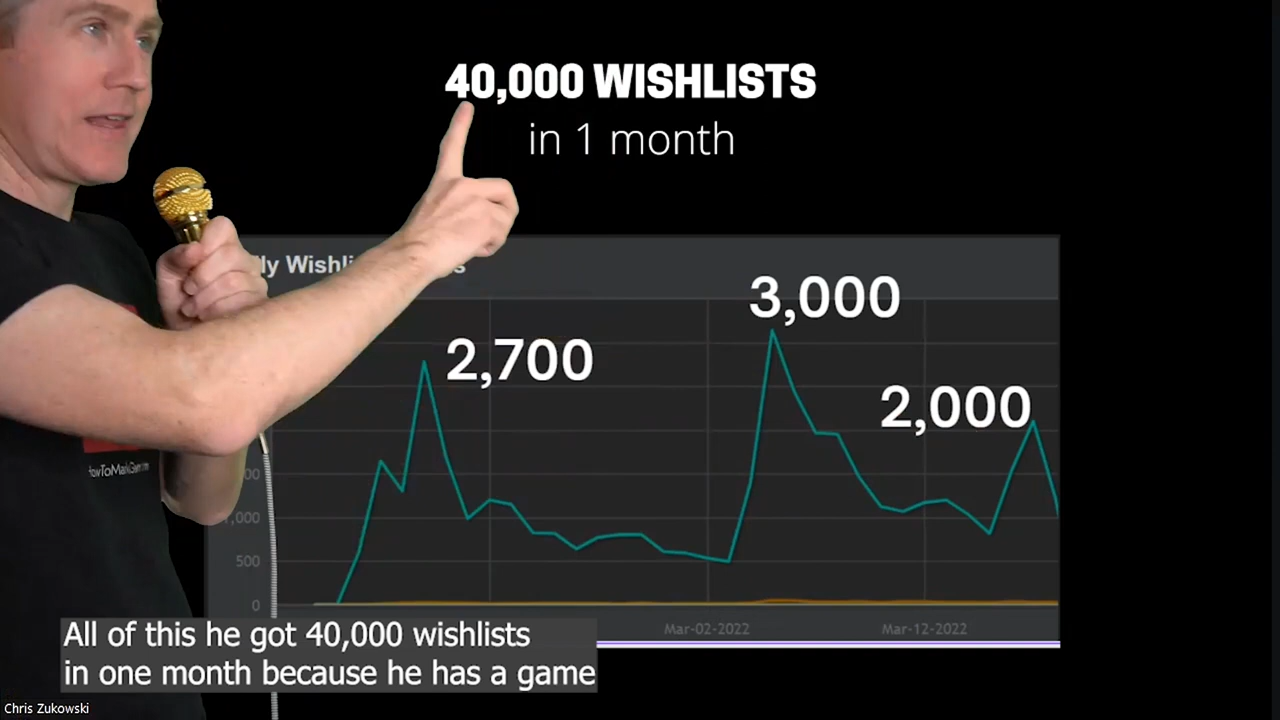 40,000 WISHLISTS
in 1 month
3,000
2,700
2,000
500
0
Mar-02-2022
Mar-12-2022
All of this he got 40,000 wishlists
in one month because he has a game
Chris Zukowski